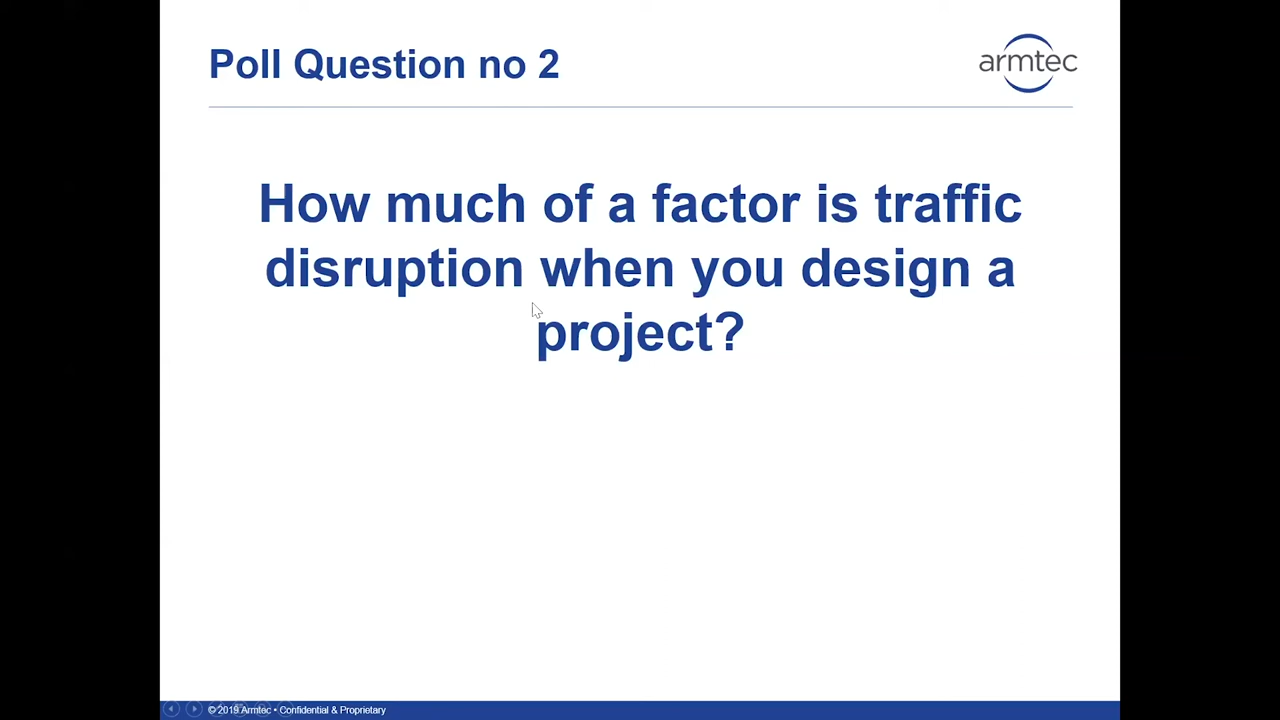 Poll Question no 2
armtec
How much of a factor is traffic
disruption when you design a
project?
© 2019 Armtec • Confidential & Proprietary